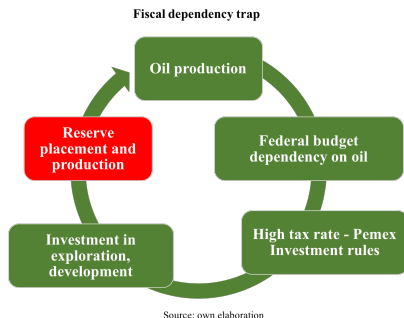 Fiscal dependency trap
Oil production
Federal budget
dependency on oil
High tax rate - Pemex
Investment rules
Investment in
exploration,
development
Reserve
placement and
production
Source: own elaboration